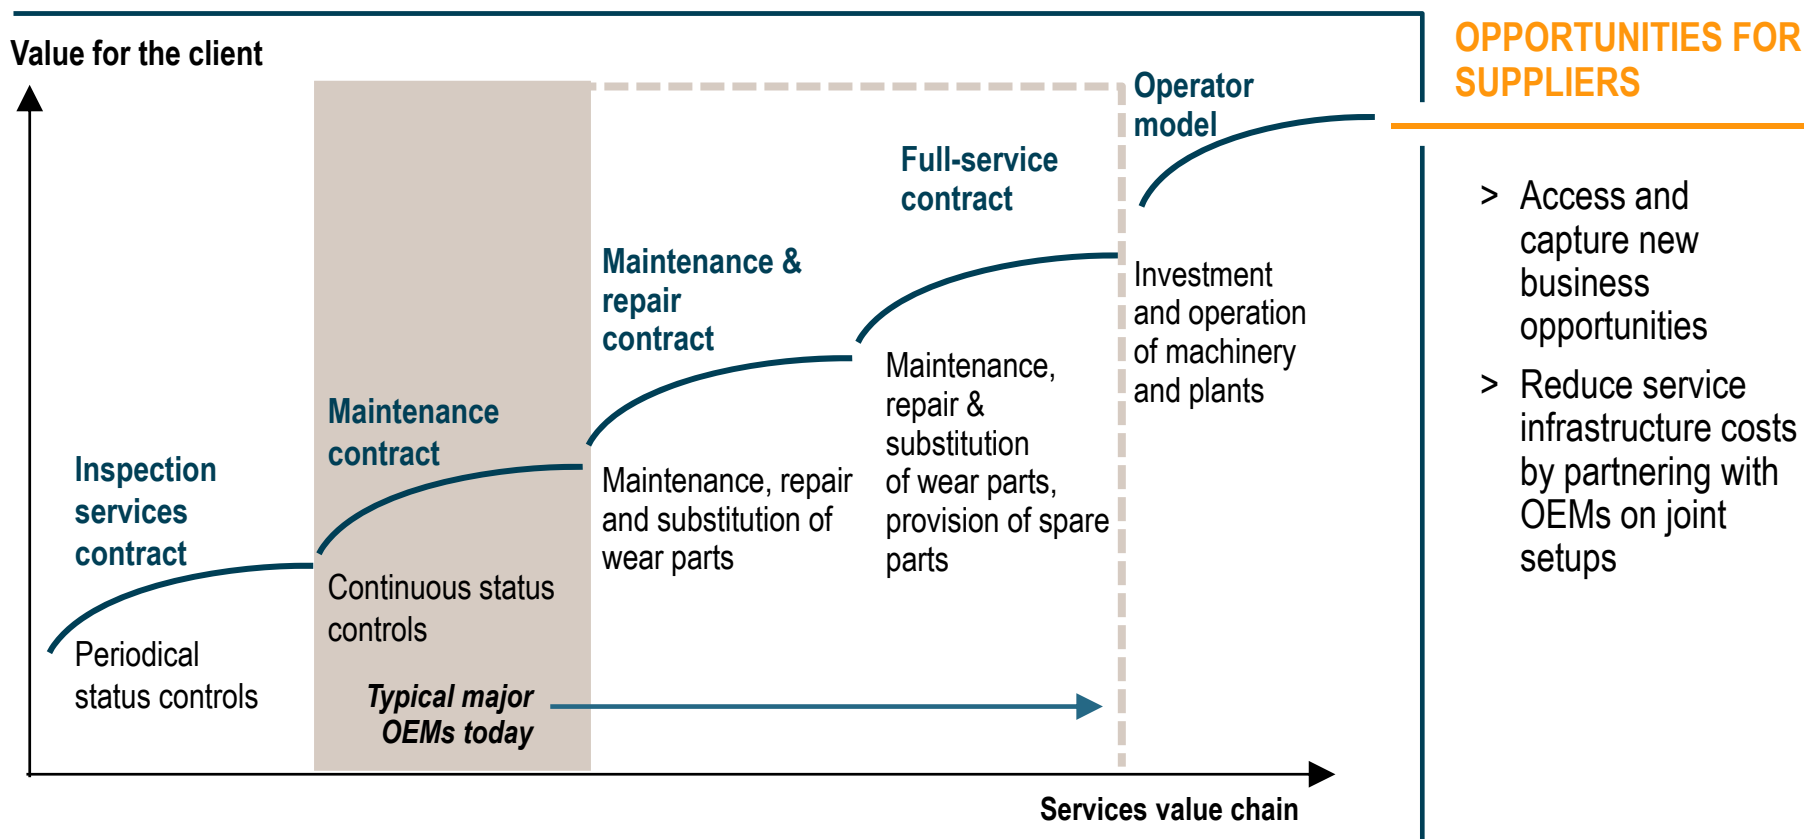 Value for the client
Inspection
services
contract
Periodical
status controls
Maintenance
contract
Continuous status
controls
Typical major
OEMs today
Maintenance &
repair
contract
Maintenance, repair
and substitution of
wear parts
Full-service
contract
Maintenance,
repair &
substitution
of wear parts,
provision of spare
parts
Operator
model
Investment
and operation
of machinery
and plants
Services value chain
OPPORTUNITIES FOR
SUPPLIERS
> Access and
capture new
business
opportunities
> Reduce service
infrastructure costs
by partnering with
OEMs on joint
setups